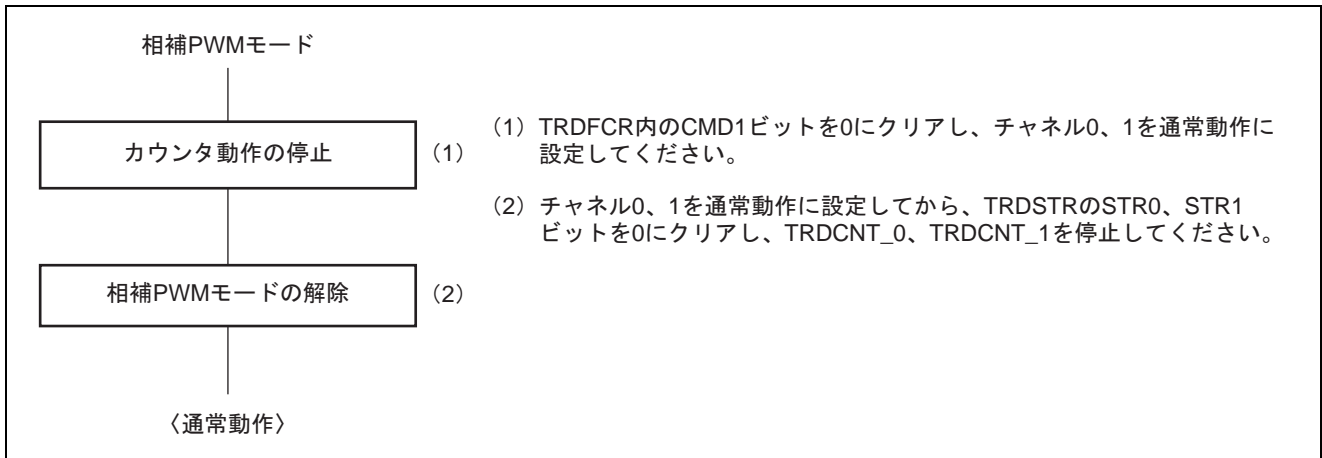 相補PWMモード
カウンタ動作の停止
(1)
相補PWMモードの解除
(2)
〈通常動作〉
(1) TRDFCR内のCMD1ビットを0にクリアし、チャネル0、1を通常動作に
設定してください。
(2) チャネル0、1を通常動作に設定してから、TRDSTRのSTR0、STR1
ビットを0にクリアし、TRDCNT_0、TRDCNT_1を停止してください。